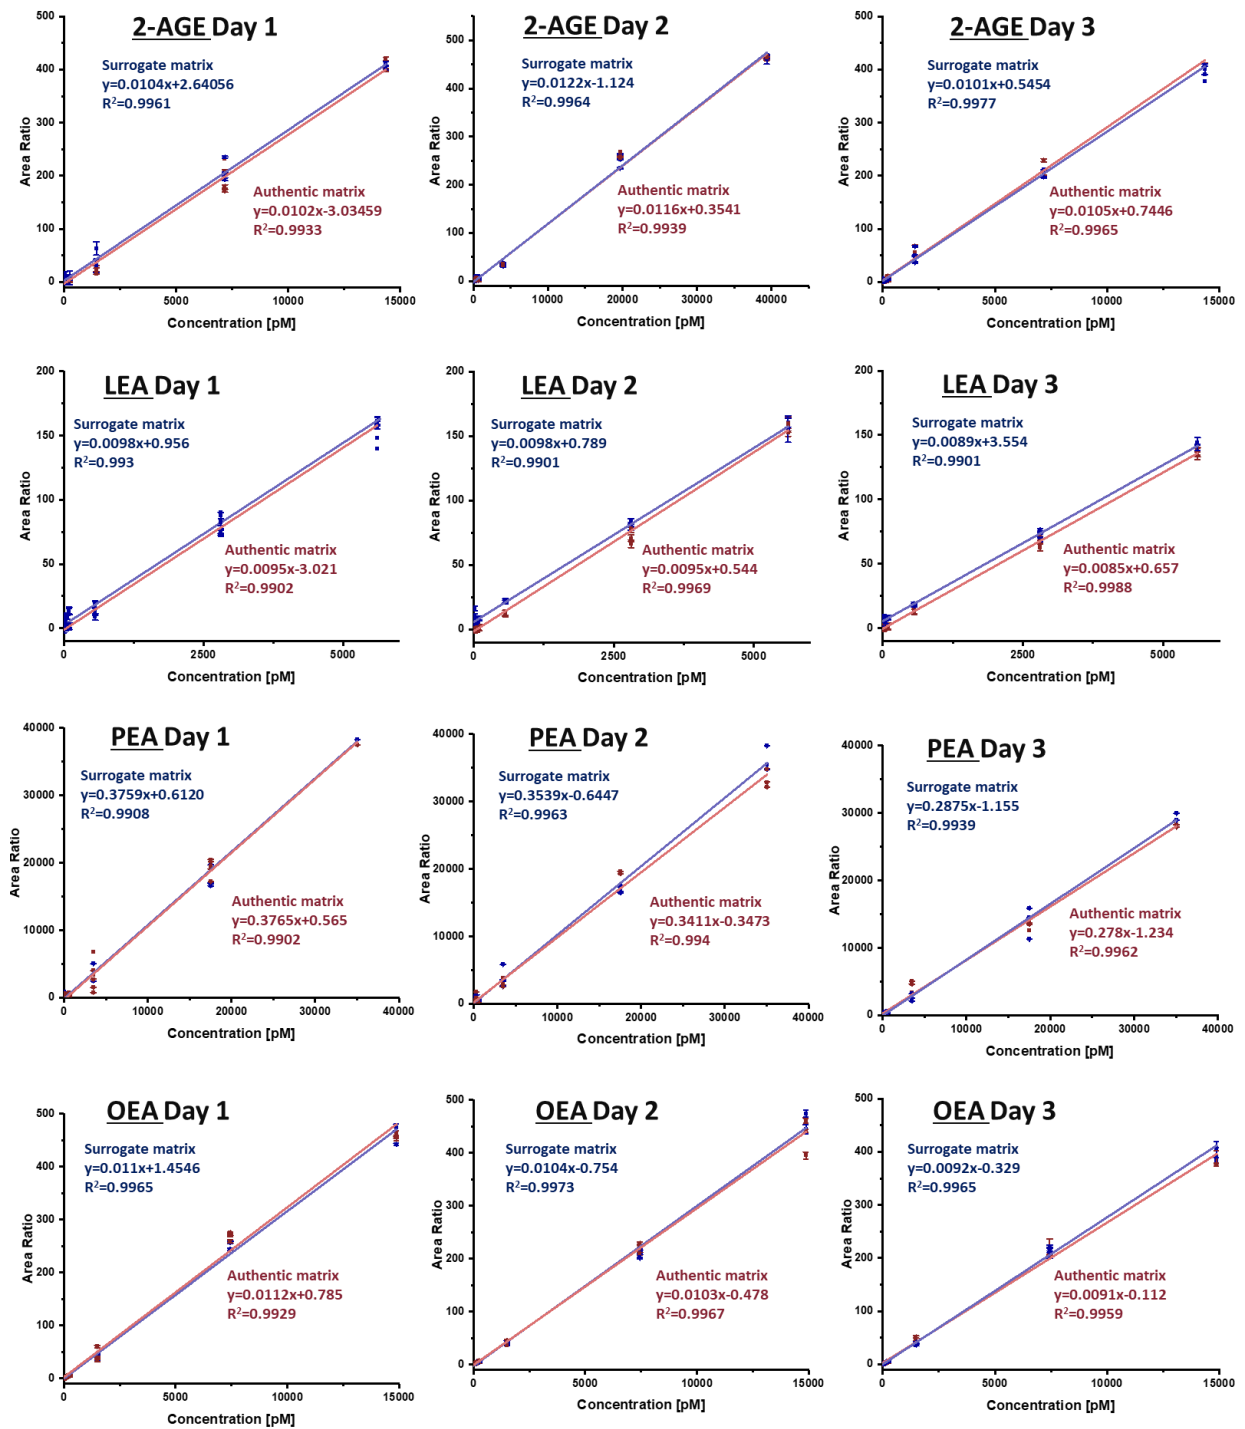 2-AGE Day 1
Surrogate matrix
y=0.0104x+2.64056
R2=0.9961
Authentic matrix
y=0.0102x-3.03459
R2=0.9933
Area Ratio
500
400
300
200
100
0
0 5000 10000 15000
Concentration [pM]
2-AGE Day 2
Surrogate matrix
y=0.0122x-1.124
R2=0.9964
Authentic matrix
y=0.0116x+0.3541
R2=0.9939
Area Ratio
500
400
300
200
100
0
0 10000 20000 30000 40000
Concentration [pM]
2-AGE Day 3
Surrogate matrix
y=0.0101x+0.5454
R2=0.9977
Authentic matrix
y=0.0105x+0.7446
R2=0.9965
Area Ratio
500
400
300
200
100
0
0 5000 10000 15000
Concentration [pM]
LEA Day 1
Surrogate matrix
y=0.0098x+0.956
R2=0.993
Authentic matrix
y=0.0095x-3.021
R2=0.9902
Area Ratio
200
150
100
50
0
0 2500 5000
Concentration [pM]
LEA Day 2
Surrogate matrix
y=0.0098x+0.789
R2=0.9901
Authentic matrix
y=0.0095x+0.544
R2=0.9969
Area Ratio
200
150
100
50
0
0 2500 5000
Concentration [pM]
LEA Day 3
Surrogate matrix
y=0.0089x+3.554
R2=0.9901
Authentic matrix
y=0.0085x+0.657
R2=0.9988
Area Ratio
200
150
100
50
0
0 2500 5000
Concentration [pM]
PEA Day 1
Surrogate matrix
y=0.3759x+0.6120
R2=0.9908
Authentic matrix
y=0.3765x+0.565
R2=0.9902
Area Ratio
40000
30000
20000
10000
0
0 10000 20000 30000 40000
Concentration [pM]
PEA Day 2
Surrogate matrix
y=0.3539x-0.6447
R2=0.9963
Authentic matrix
y=0.3411x-0.3473
R2=0.994
Area Ratio
40000
30000
20000
10000
0
0 10000 20000 30000 40000
Concentration [pM]
PEA Day 3
Surrogate matrix
y=0.2875x-1.155
R2=0.9939
Authentic matrix
y=0.278x-1.234
R2=0.9962
Area Ratio
40000
30000
20000
10000
0
0 10000 20000 30000 40000
Concentration [pM]
OEA Day 1
Surrogate matrix
y=0.011x+1.4546
R2=0.9965
Authentic matrix
y=0.0112x+0.785
R2=0.9929
Area Ratio
500
400
300
200
100
0
0 5000 10000 15000
Concentration [pM]
OEA Day 2
Surrogate matrix
y=0.0104x-0.754
R2=0.9973
Authentic matrix
y=0.0103x-0.478
R2=0.9967
Area Ratio
500
400
300
200
100
0
0 5000 10000 15000
Concentration [pM]
OEA Day 3
Surrogate matrix
y=0.0092x-0.329
R2=0.9965
Authentic matrix
y=0.0091x-0.112
R2=0.9959
Area Ratio
500
400
300
200
100
0
0 5000 10000 15000
Concentration [pM]